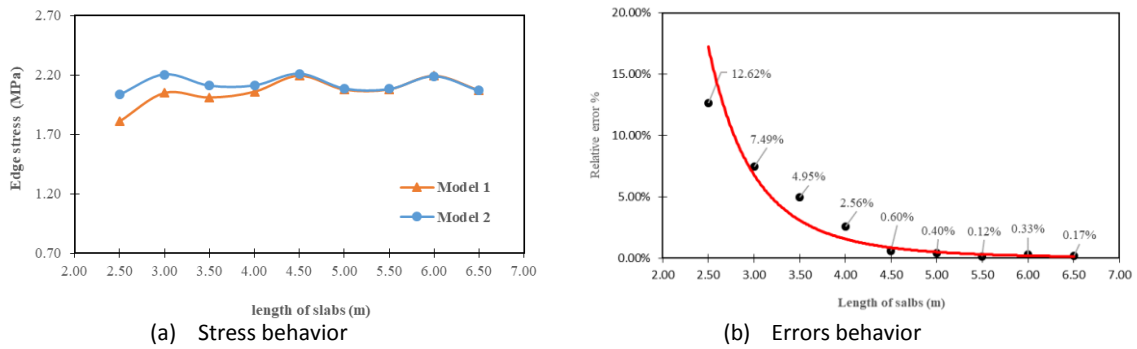 2.70
2.20
1.70
1.20
0.70
Edge stress (MPa)
Model 1
Model 2
2.00 2.50 3.00 3.50 4.00 4.50 5.00 5.50 6.00 6.50 7.00
length of slabs (m)
(a) Stress behavior
20.00%
15.00%
10.00%
5.00%
0.00%
Relative error %
12.62%
7.49%
4.95%
2.56%
0.60%
0.40%
0.12%
0.33%
0.17%
2.00 2.50 3.00 3.50 4.00 4.50 5.00 5.50 6.00 6.50 7.00
Length of salbs (m)
(b) Errors behavior